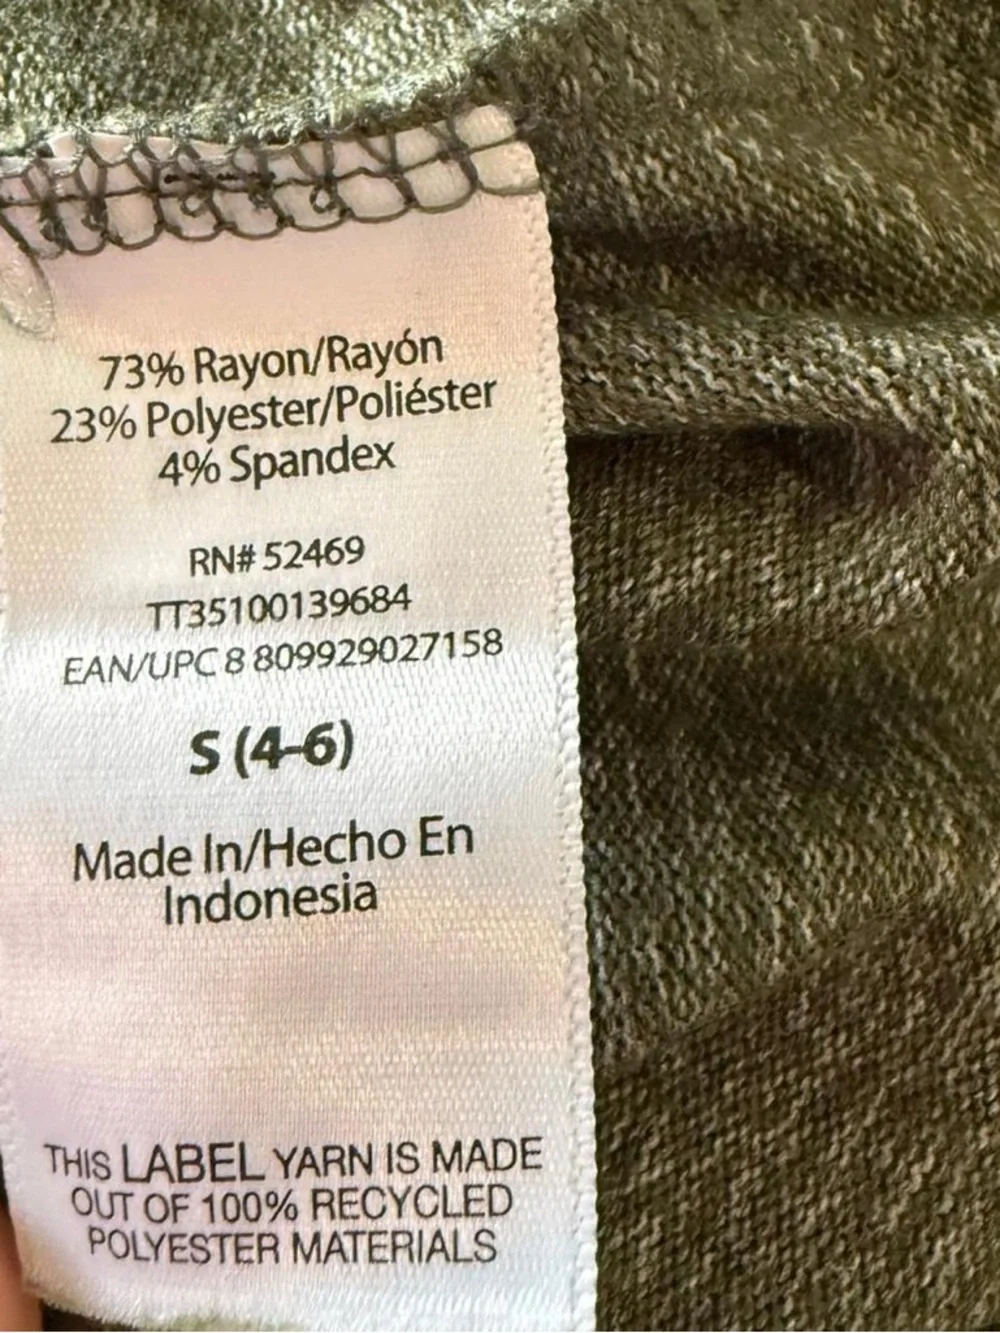 73% Rayon/Rayón
23% Polyester/Poliéster
4% Spandex
RN# 52469
TT35100139684
EAN/UPC 8 809929027158
S (4-6)
Made In/Hecho En
Indonesia
THIS LABEL YARN IS MADE
OUT OF 100% RECYCLED
POLYESTER MATERIALS